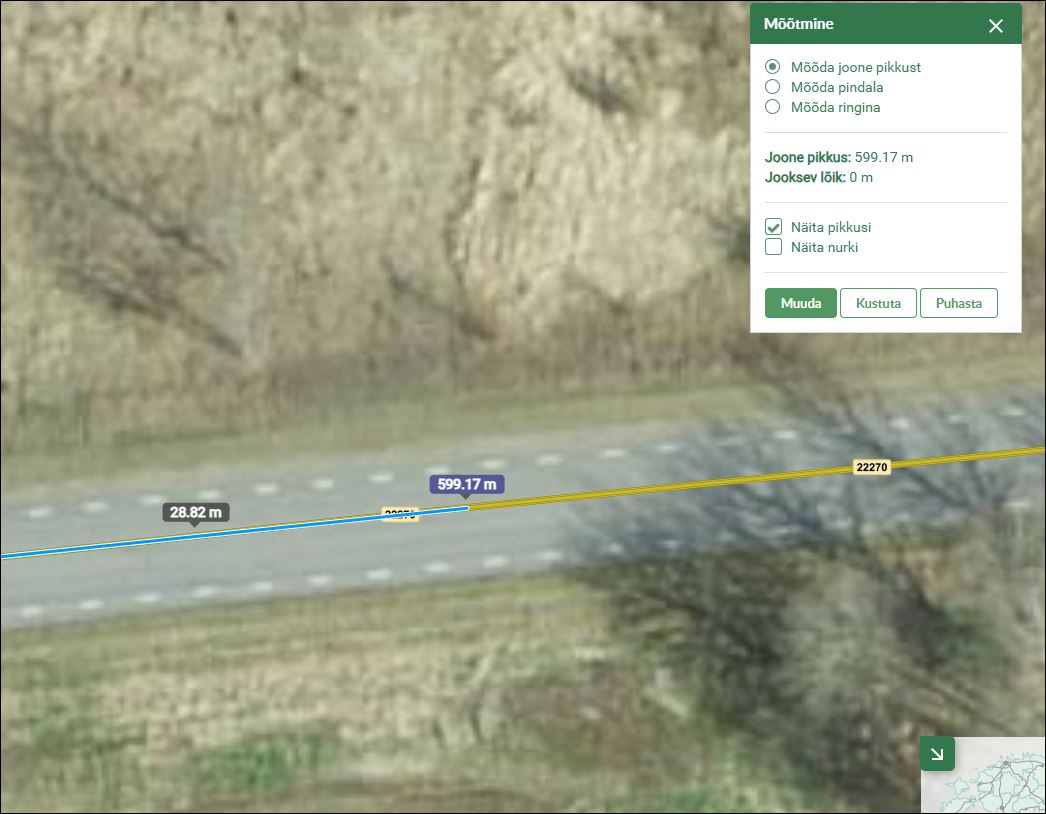 Mõõtmine
Mõõda joone pikkust
Mõõda pindala
Mõõda ringina
Joone pikkus: 599.17 m
Jooksev lõik: 0 m
Näita pikkusi
Näita nurki
Muuda Kustuta Puhasta
22270
599.17 m
28.82 m